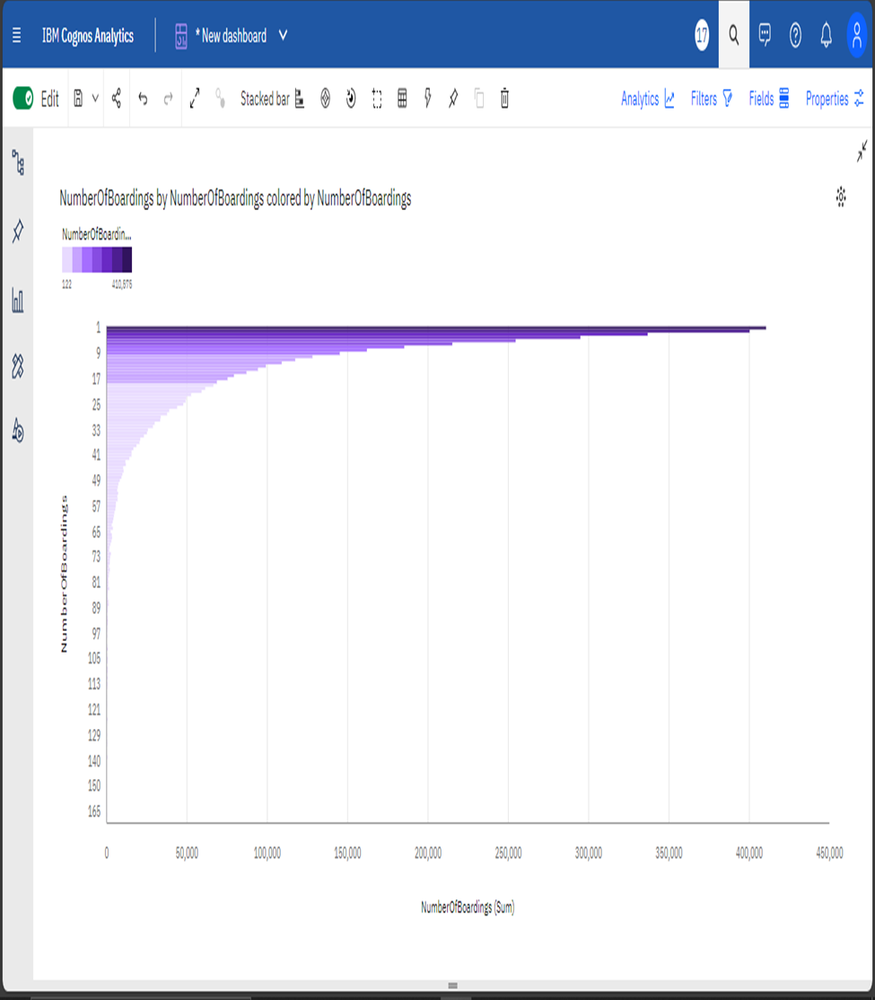 IBM Cognos Analytics
* New dashboard
17
Edit
Stacked bar
Analytics
Filters
Fields
Properties
NumberOfBoardings by NumberOfBoardings colored by NumberOfBoardings
NumberOfBoardin...
122 410,575
1
9
17
25
33
41
49
57
65
73
81
89
97
105
113
121
129
140
150
165
NumberOfBoardings
0 50,000 100,000 150,000 200,000 250,000 300,000 350,000 400,000 450,000
NumberOfBoardings (Sum)